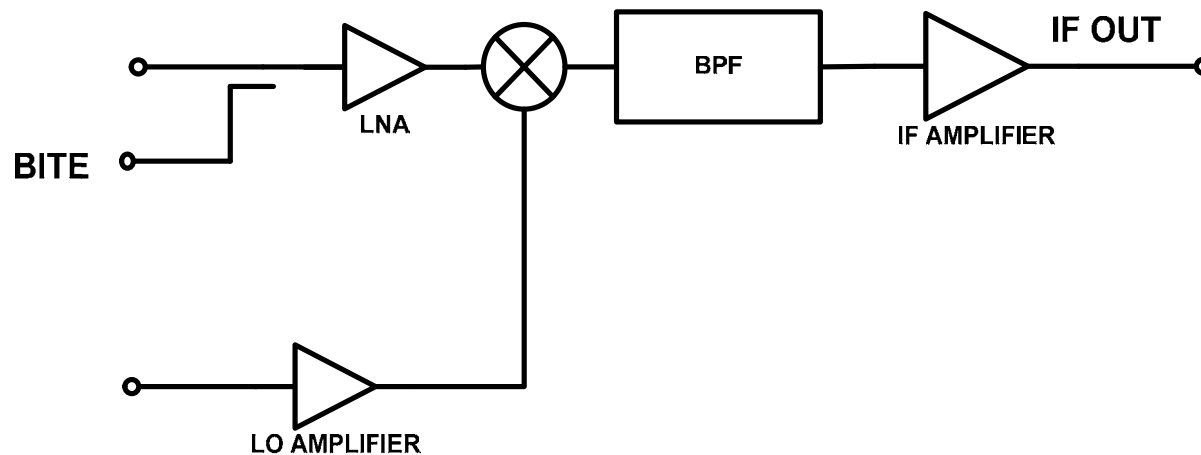 IF OUT
BPF
LNA
IF AMPLIFIER
BITE
LO AMPLIFIER